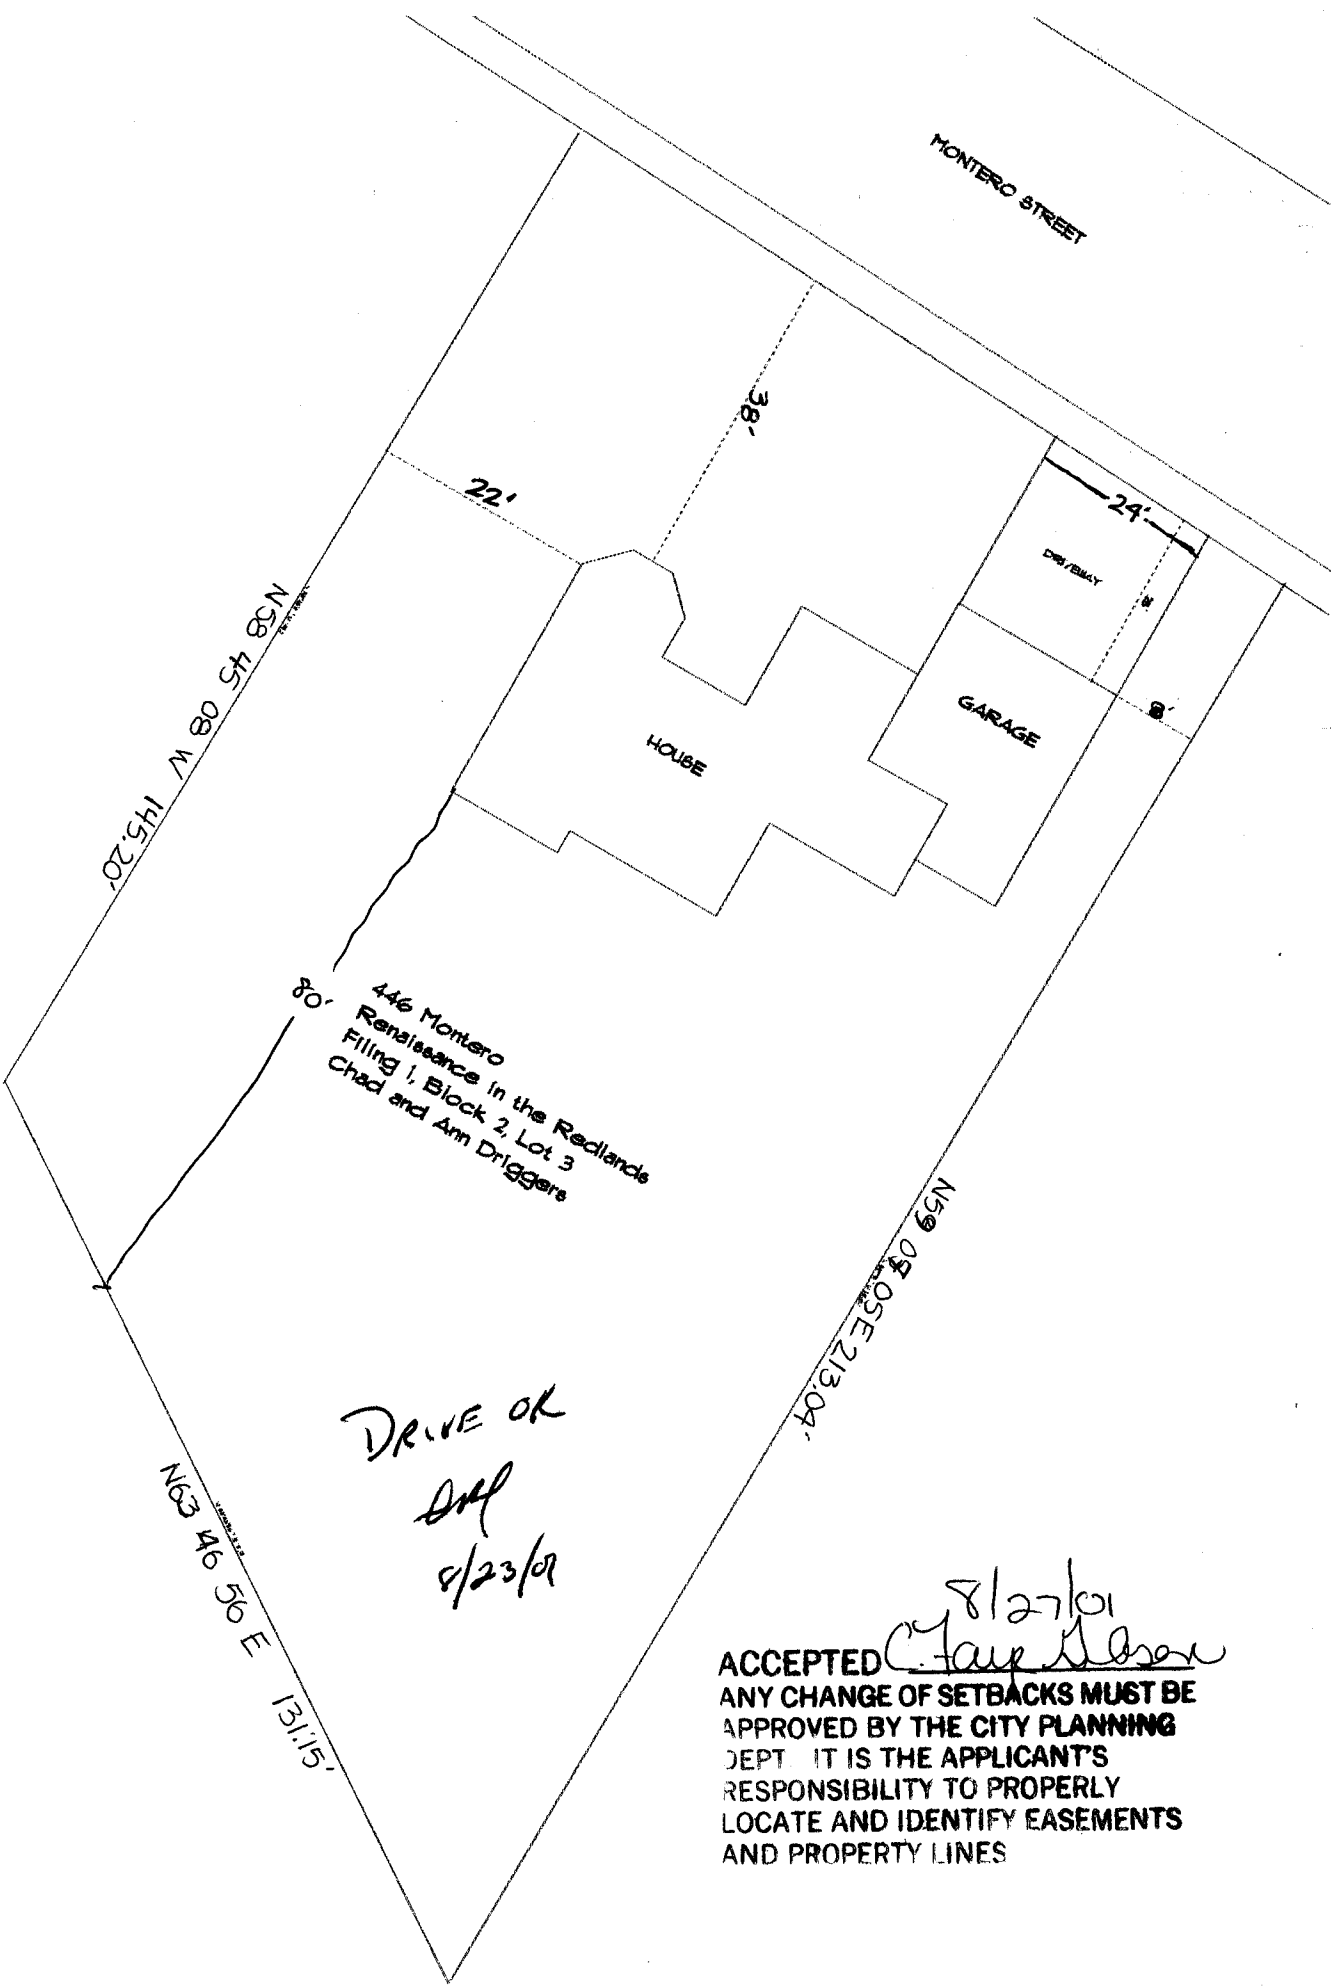 MONTERO STREET
38'
22'
24'
DRIVEWAY
8'
GARAGE
HOUSE
N58 45 08 W 145.20'
80'
446 Montero
Renaissance in the Redlands
Filing 1, Block 2, Lot 3
Chad and Ann Driggers
N59 07 05E 213.04'
DRIVE OK
8/23/01
N63 46 56 E 131.15'
8/27/01
ACCEPTED C. Faye Gibson
ANY CHANGE OF SETBACKS MUST BE
APPROVED BY THE CITY PLANNING
DEPT. IT IS THE APPLICANT'S
RESPONSIBILITY TO PROPERLY
LOCATE AND IDENTIFY EASEMENTS
AND PROPERTY LINES